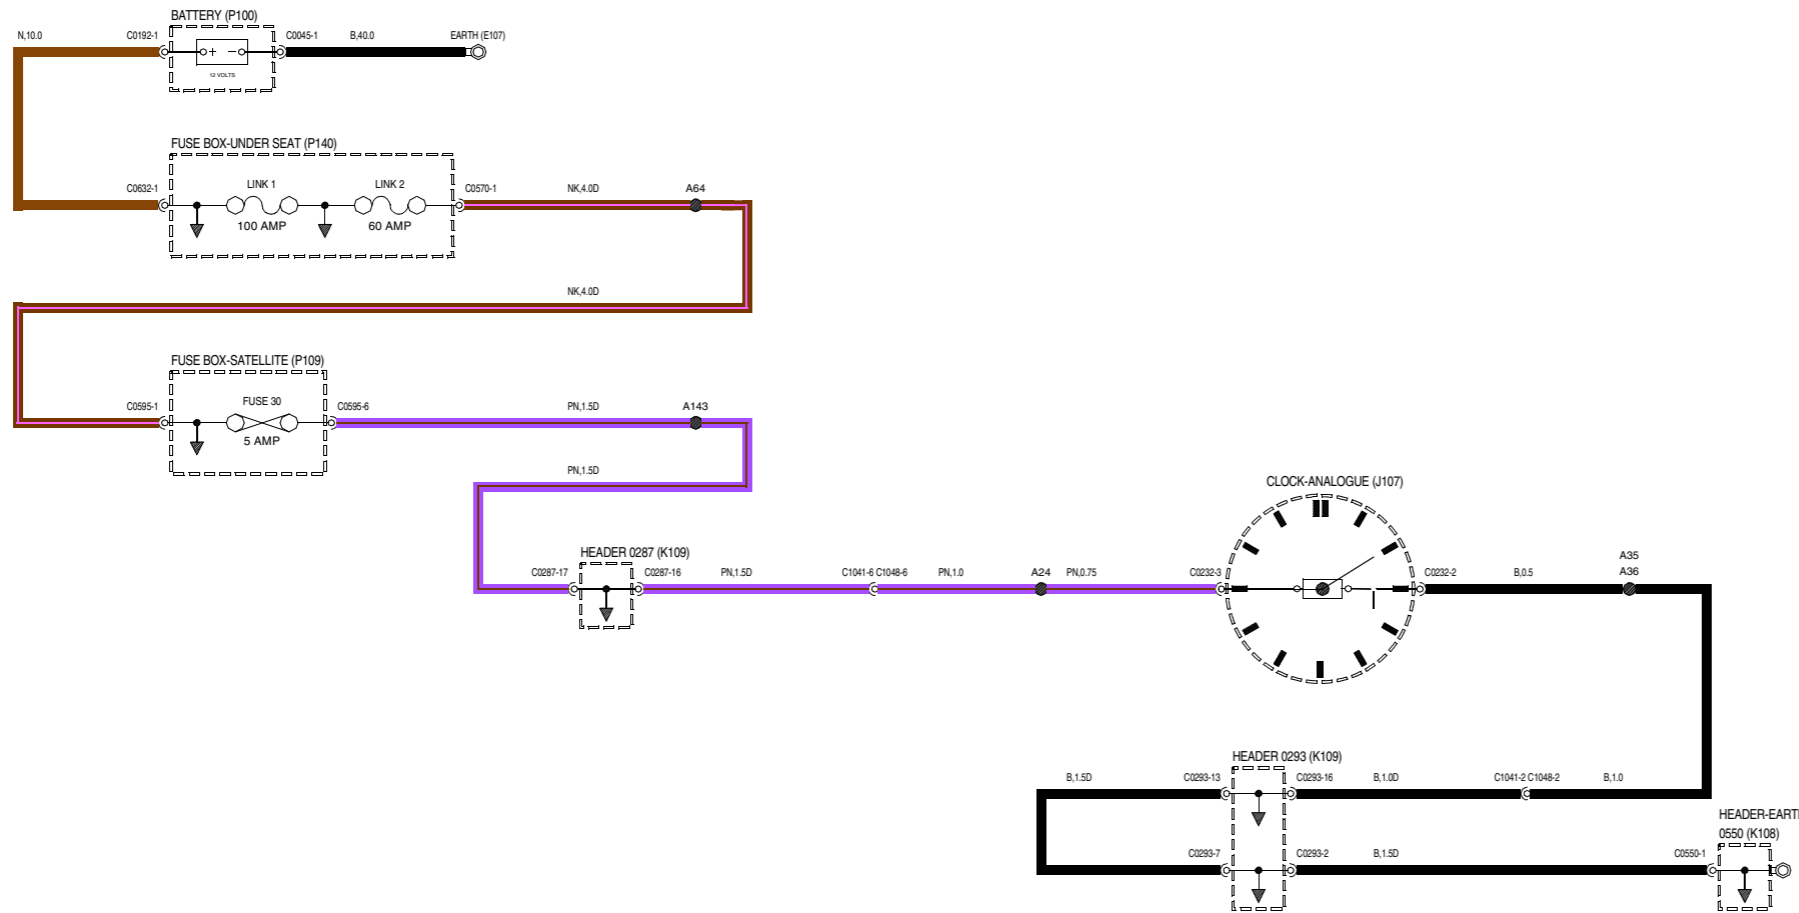 BATTERY (P100)
N,10.0 C0192-1 C0045-1 B,40.0 EARTH (E107)
+ −
12 VOLTS
FUSE BOX-UNDER SEAT (P140)
C0632-1 LINK 1 LINK 2 C0570-1 NK,4.0D A64
100 AMP 60 AMP
NK,4.0D
FUSE BOX-SATELLITE (P109)
C0595-1 FUSE 30 C0595-6 PN,1.5D A143
5 AMP
PN,1.5D
CLOCK-ANALOGUE (J107)
HEADER 0287 (K109)
A35
C0287-17 C0287-16 PN,1.5D C1041-6 C1048-6 PN,1.0 A24 PN,0.75 C0232-3 C0232-2 B,0.5 A36
HEADER 0293 (K109)
B,1.5D C0293-13 C0293-16 B,1.0D C1041-2 C1048-2 B,1.0
HEADER-EART
0550 (K108)
C0293-7 C0293-2 B,1.5D C0550-1